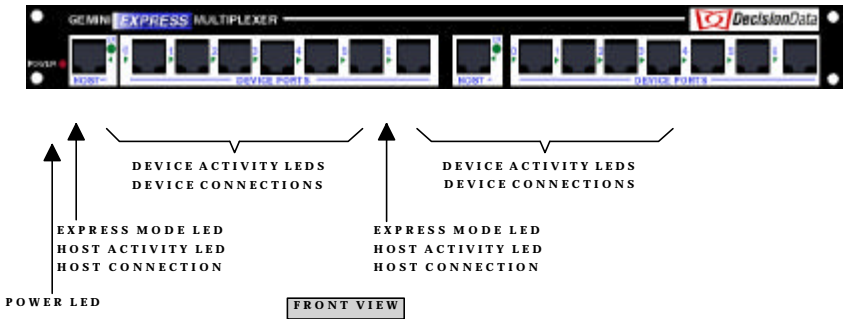 GEMINI EXPRESS MULTIPLEXER DecisionData
POWER
HOST DEVICE PORTS HOST DEVICE PORTS
DEVICE ACTIVITY LEDS DEVICE ACTIVITY LEDS
DEVICE CONNECTIONS DEVICE CONNECTIONS
EXPRESS MODE LED EXPRESS MODE LED
HOST ACTIVITY LED HOST ACTIVITY LED
HOST CONNECTION HOST CONNECTION
POWER LED FRONT VIEW